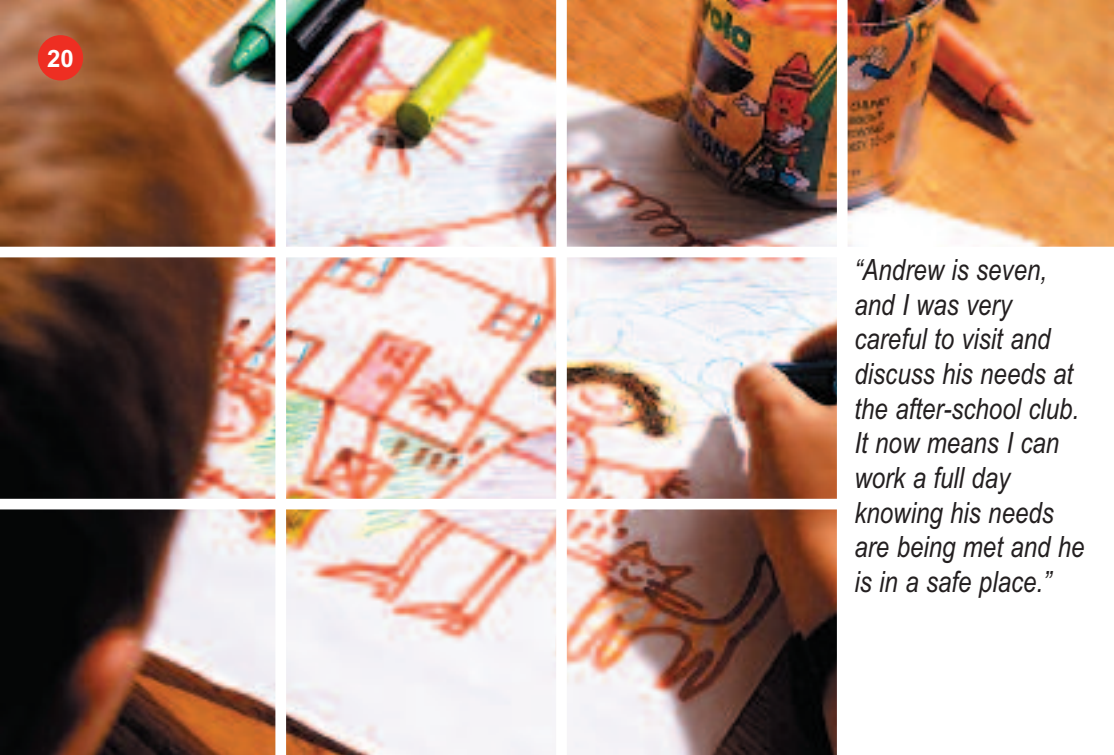 20
“Andrew is seven,
and I was very
careful to visit and
discuss his needs at
the after-school club.
It now means I can
work a full day
knowing his needs
are being met and he
is in a safe place.”